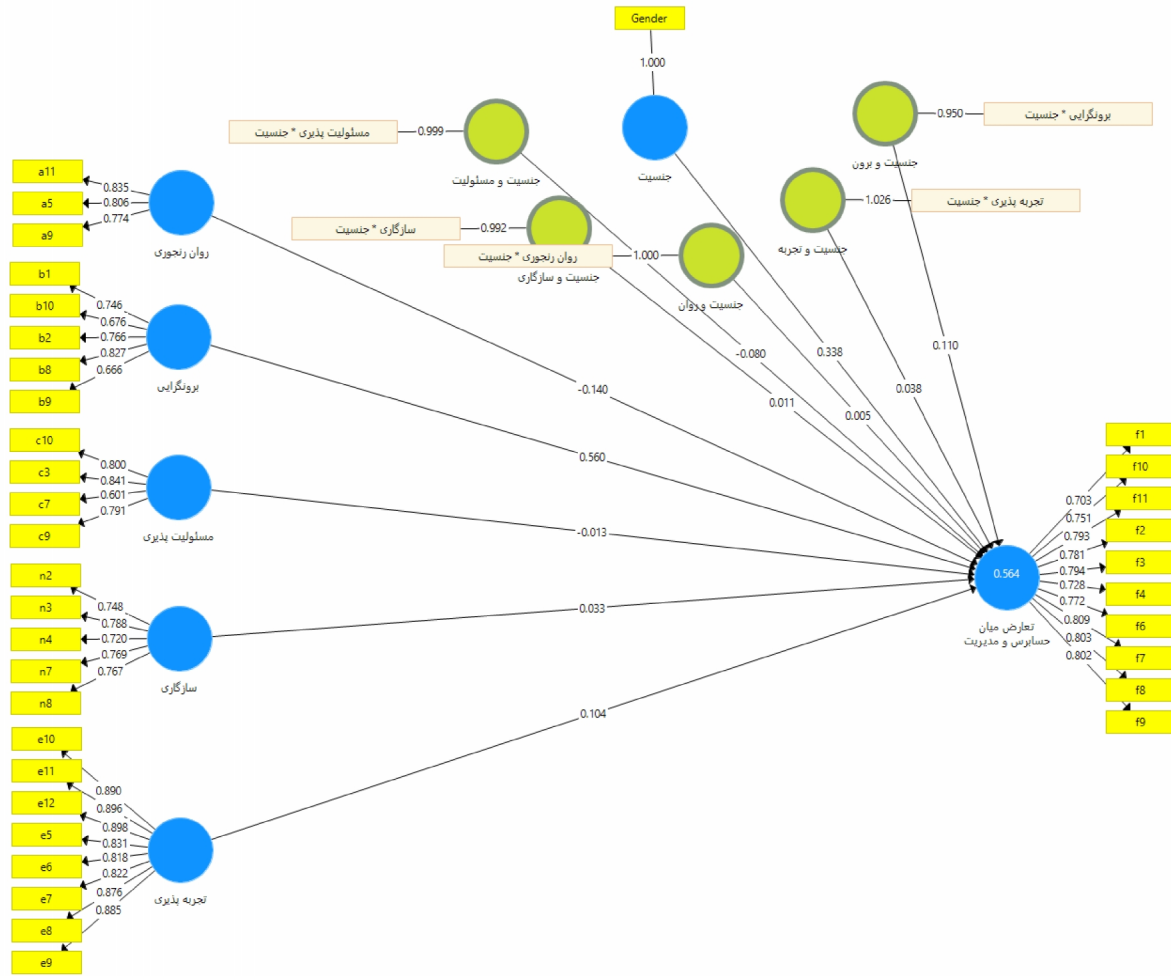 Gender
1.000
مسئولیت پذیری * جنسیت
0.999
جنسیت و مسئولیت
جنسیت
0.950
برونگرایی * جنسیت
جنسیت و برون
1.026
تجربه پذیری * جنسیت
جنسیت و تجربه
سازگاری * جنسیت
0.992
روان رنجوری * جنسیت
1.000
جنسیت و سازگاری
جنسیت و روان
a11
a5
a9
0.835
0.806
0.774
روان رنجوری
b1
b10
b2
b8
b9
0.746
0.676
0.766
0.827
0.666
برونگرایی
c10
c3
c7
c9
0.800
0.841
0.601
0.791
مسئولیت پذیری
n2
n3
n4
n7
n8
0.748
0.788
0.720
0.769
0.767
سازگاری
e10
e11
e12
e5
e6
e7
e8
e9
0.890
0.896
0.898
0.831
0.818
0.822
0.876
0.885
تجربه پذیری
-0.140
0.560
-0.013
0.033
0.104
-0.080
0.011
0.338
0.005
0.038
0.110
0.564
تعارض میان
حسابرس و مدیریت
0.703
0.751
0.793
0.781
0.794
0.728
0.772
0.809
0.803
0.802
f1
f10
f11
f2
f3
f4
f6
f7
f8
f9